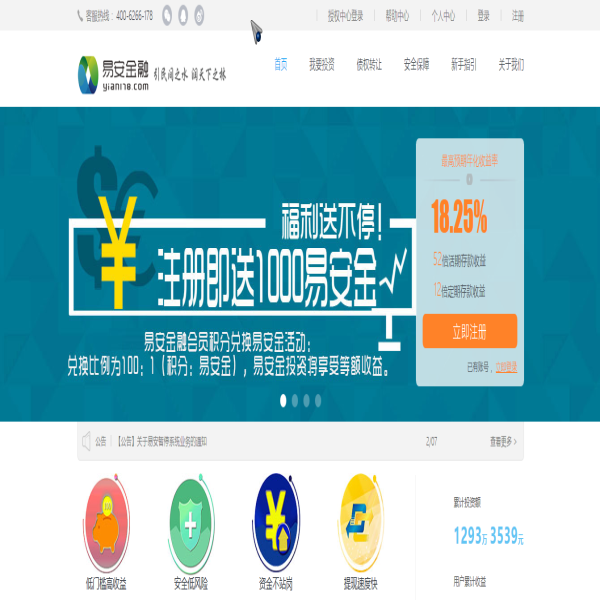 客服热线：400-6266-178
授权中心登录
帮助中心
个人中心
登录
注册
易安金融
yian178.com
引民间之水 润天下之林
首页
我要投资
债权转让
安全保障
新手指引
关于我们
福利送不停！
注册即送1000易安金
易安金融会员积分兑换易安金活动：
兑换比例为100：1（积分：易安金），易安金投资均享受等额收益。
最高预期年化收益率
18.25%
52倍活期存款收益
12倍定期存款收益
立即注册
已有账号，立即登录
公告
【公告】关于易安暂停系统业务的通知
2/07
查看更多 >
低门槛高收益
安全低风险
资金不站岗
提现速度快
累计投资额
1293万3539元
用户累计收益